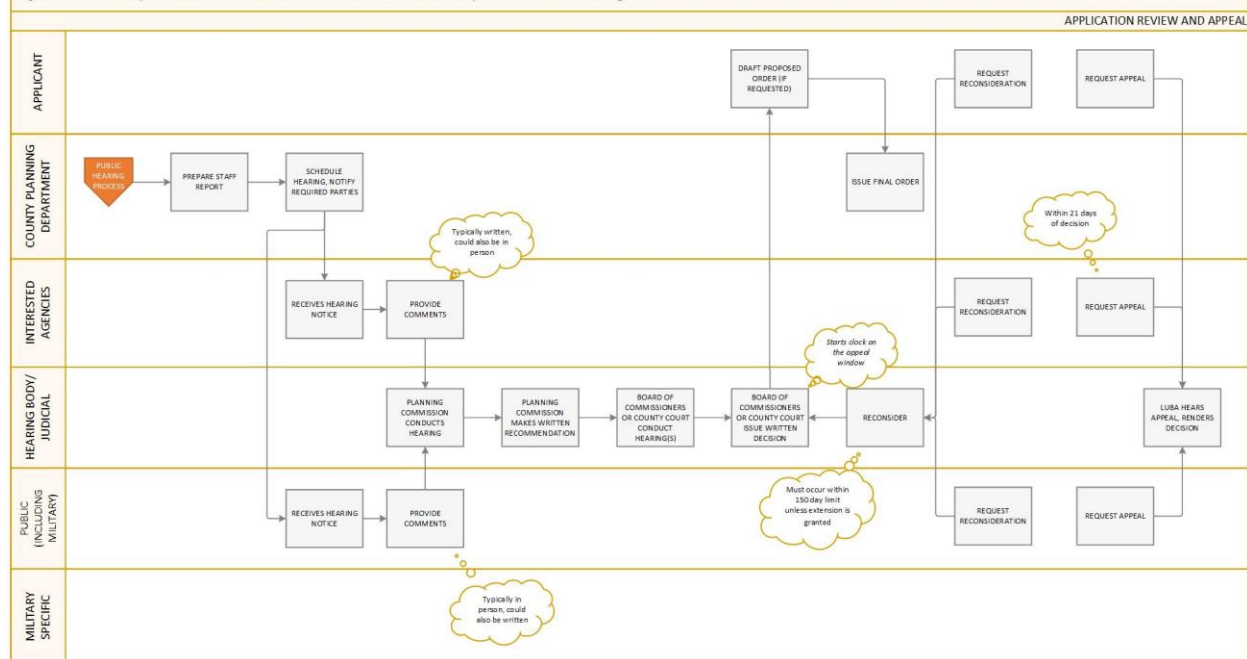 APPLICATION REVIEW AND APPEAL
APPLICANT
DRAFT PROPOSED
ORDER (IF
REQUESTED)
REQUEST
RECONSIDERATION
REQUEST APPEAL
COUNTY PLANNING
DEPARTMENT
PUBLIC
HEARING
PROCESS
PREPARE STAFF
REPORT
SCHEDULE
HEARING, NOTIFY
REQUIRED PARTIES
ISSUE FINAL ORDER
Typically written,
could also be in
person
Within 21 days
of decision
INTERESTED
AGENCIES
RECEIVES HEARING
NOTICE
PROVIDE
COMMENTS
REQUEST
RECONSIDERATION
REQUEST APPEAL
Starts clock on
the appeal
window
HEARING BODY/
JUDICIAL
PLANNING
COMMISSION
CONDUCTS
HEARING
PLANNING
COMMISSION
MAKES WRITTEN
RECOMMENDATION
BOARD OF
COMMISSIONERS
OR COUNTY COURT
CONDUCT
HEARING(S)
BOARD OF
COMMISSIONERS
OR COUNTY COURT
ISSUE WRITTEN
DECISION
RECONSIDER
LUBA HEARS
APPEAL, RENDERS
DECISION
Must occur within
150 day limit
unless extension is
granted
PUBLIC
(INCLUDING
MILITARY)
RECEIVES HEARING
NOTICE
PROVIDE
COMMENTS
REQUEST
RECONSIDERATION
REQUEST APPEAL
Typically in
person, could
also be written
MILITARY
SPECIFIC